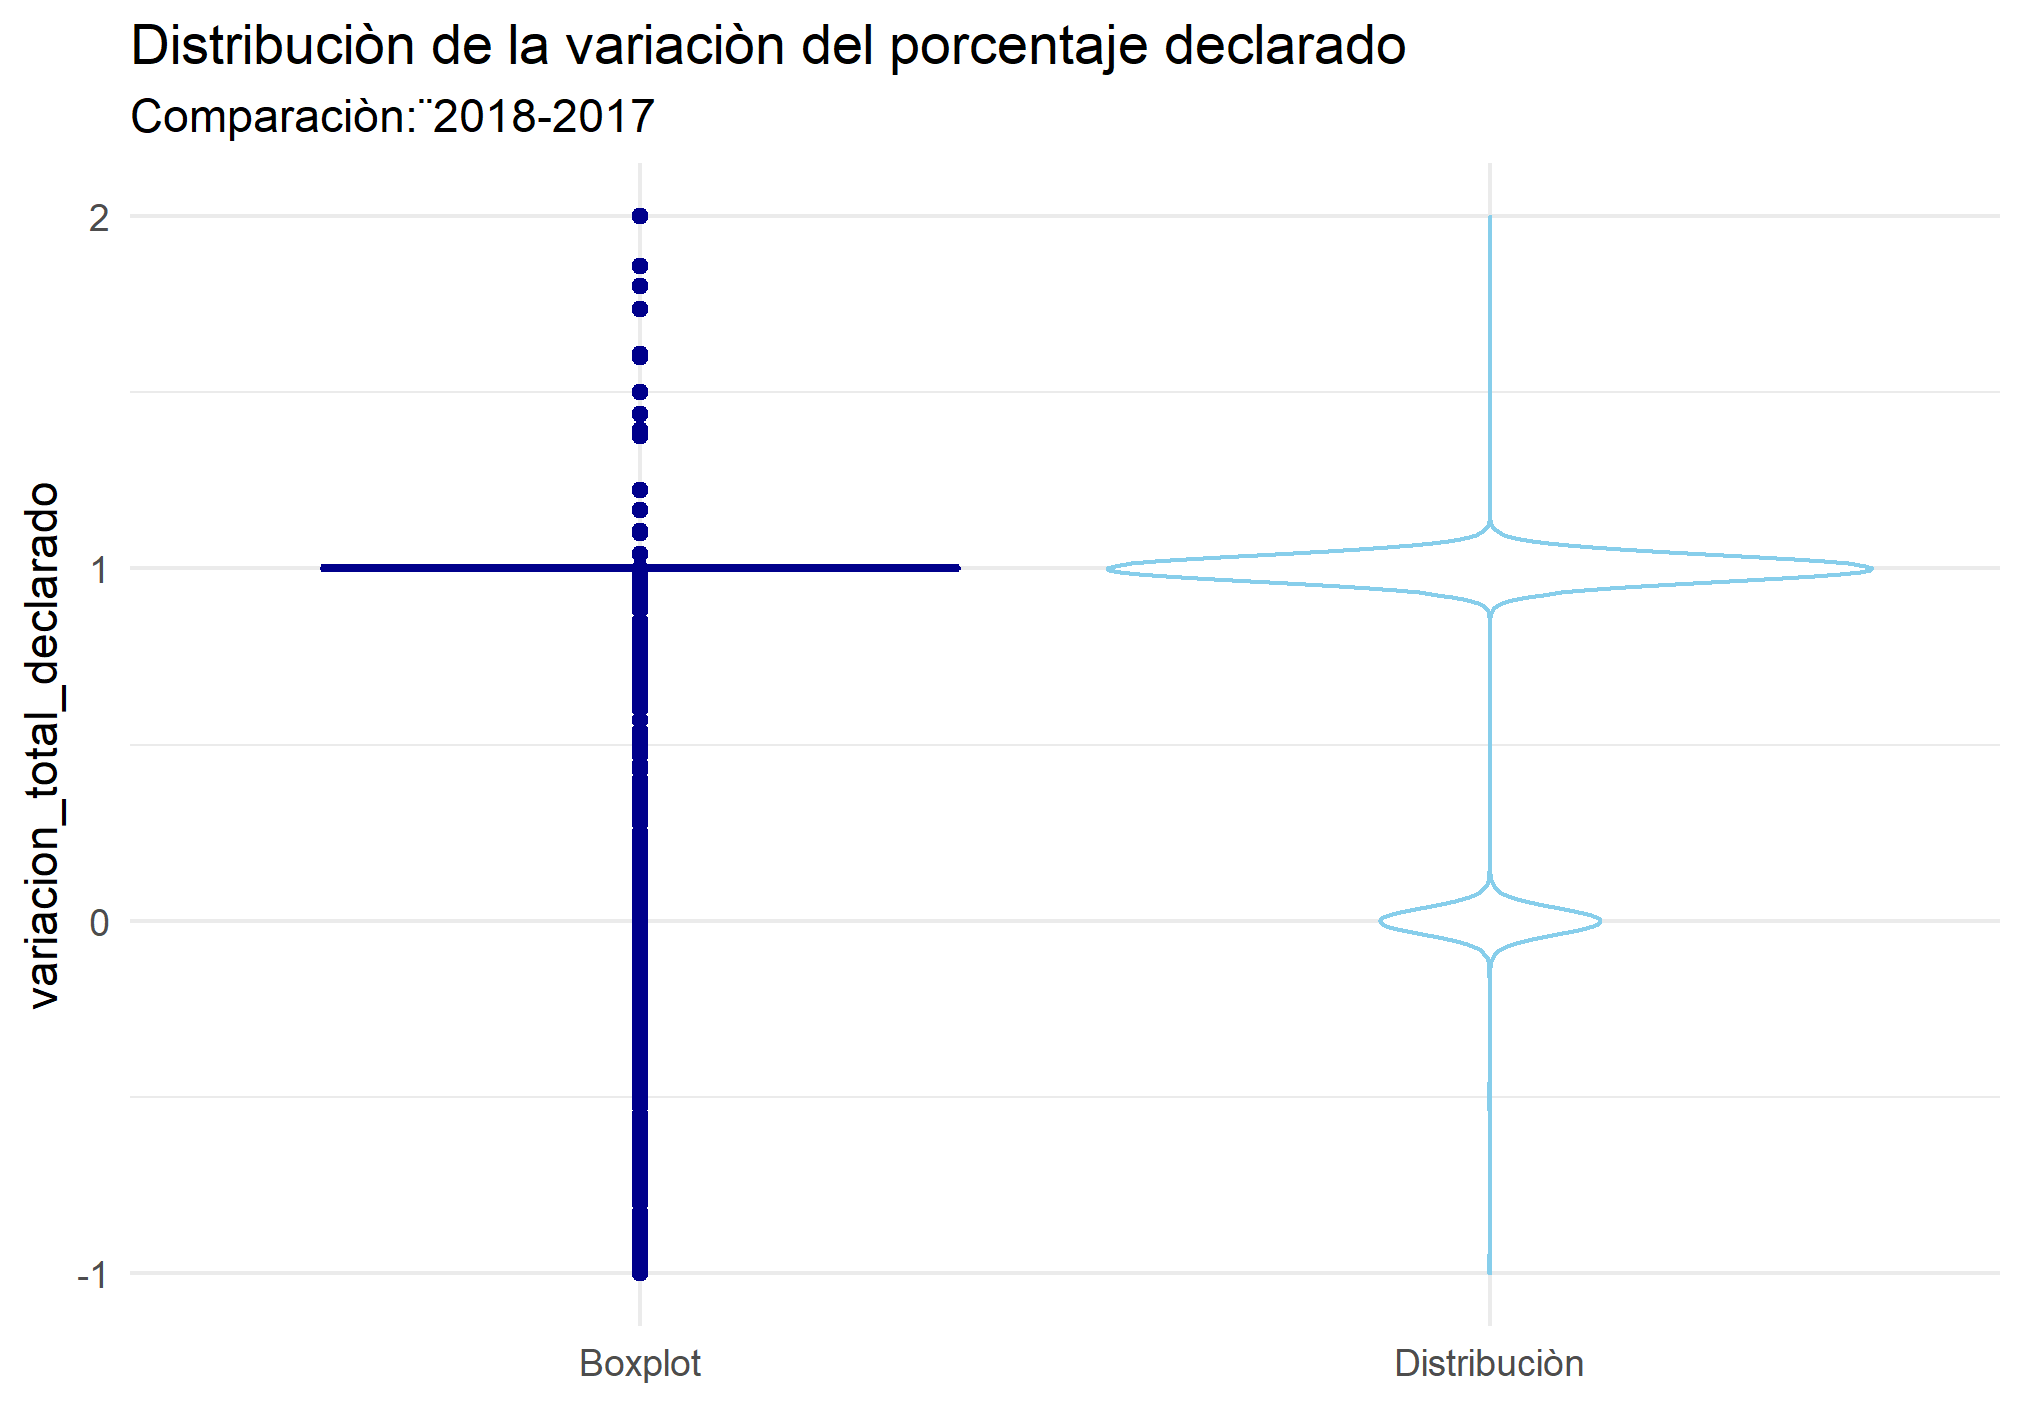 Distribuciòn de la variaciòn del porcentaje declarado
Comparaciòn:¨2018-2017
variacion_total_declarado
2
1
0
-1
Boxplot
Distribuciòn